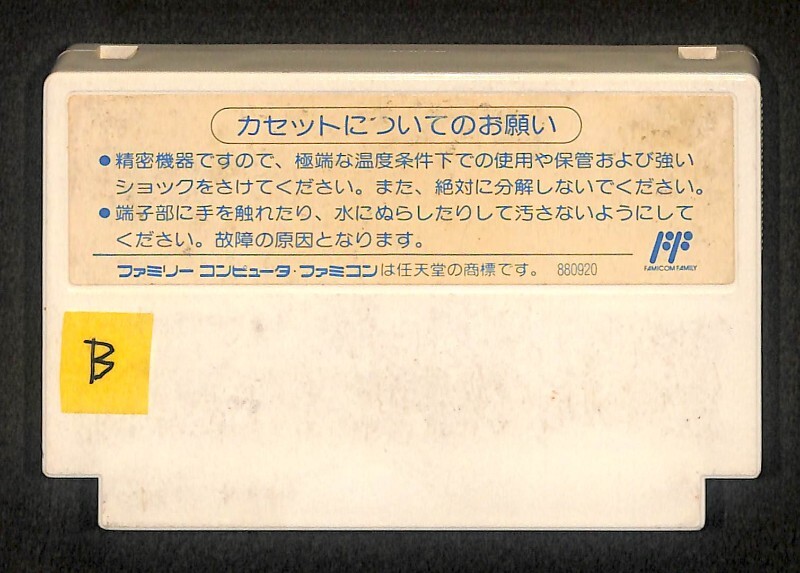 カセットについてのお願い
●精密機器ですので、極端な温度条件下での使用や保管および強い
ショックをさけてください。また、絶対に分解しないでください。
●端子部に手を触れたり、水にぬらしたりして汚さないようにして
ください。故障の原因となります。
FAMICOM FAMILY
ファミリーコンピュータ・ファミコンは任天堂の商標です。 880920
B